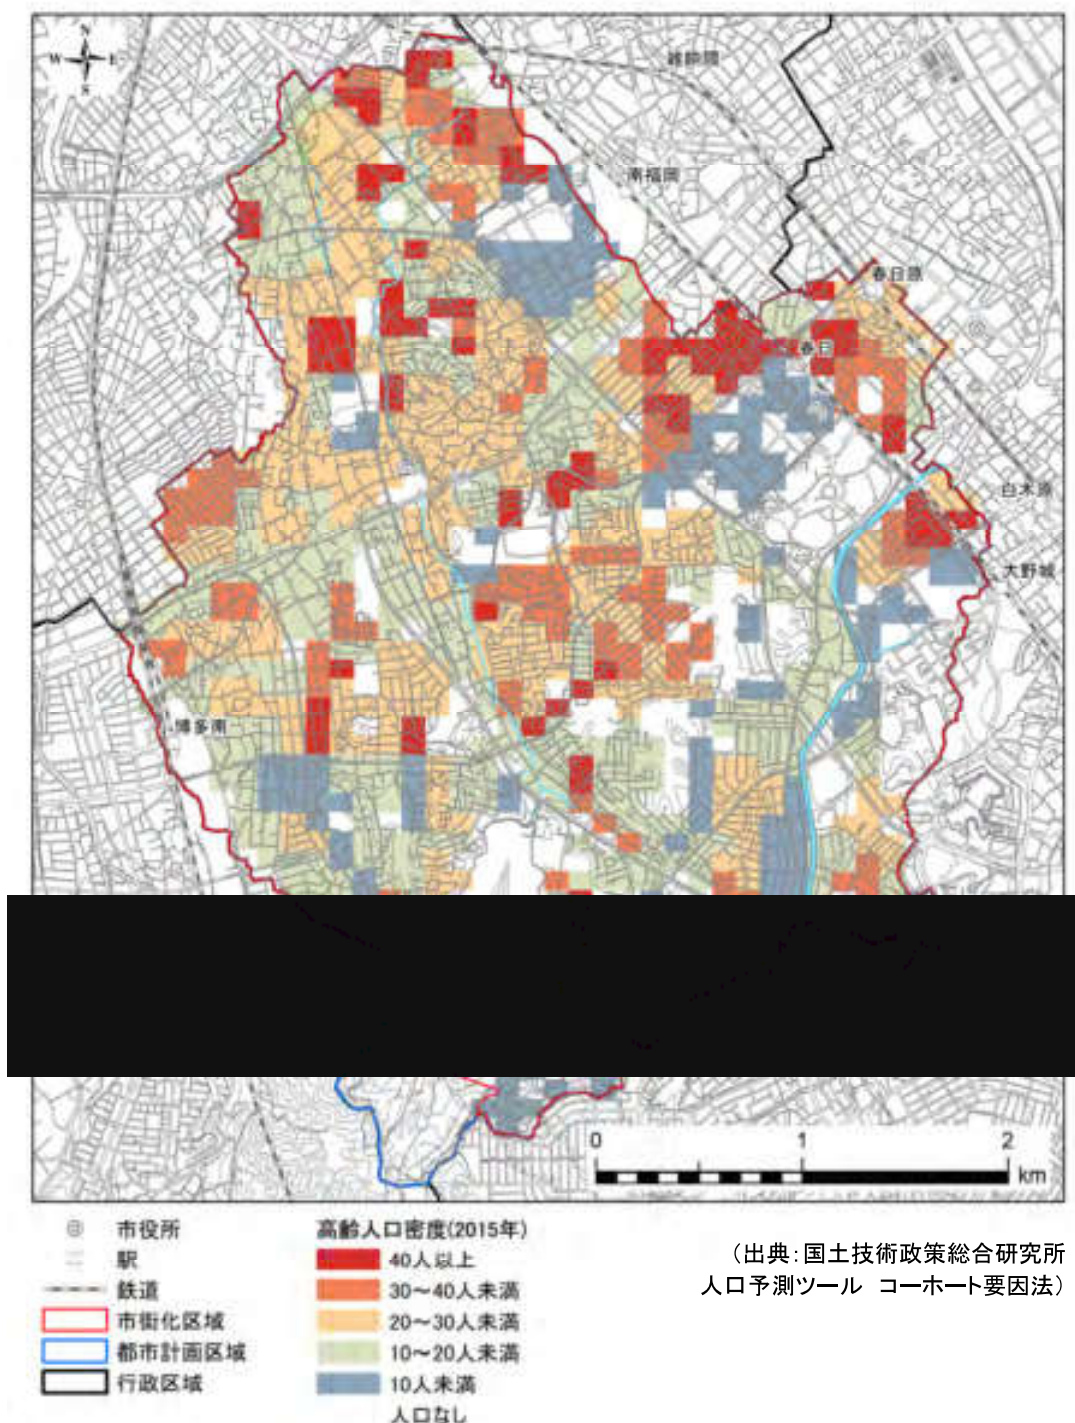 N
W E
S
雑餉隈
南福岡
春日原
春日
白木原
大野城
博多南
0 1 2
km
市役所
駅
鉄道
市街化区域
都市計画区域
行政区域
高齢人口密度(2015年)
40人以上
30～40人未満
20～30人未満
10～20人未満
10人未満
人口なし
（出典：国土技術政策総合研究所
人口予測ツール　コーホート要因法）